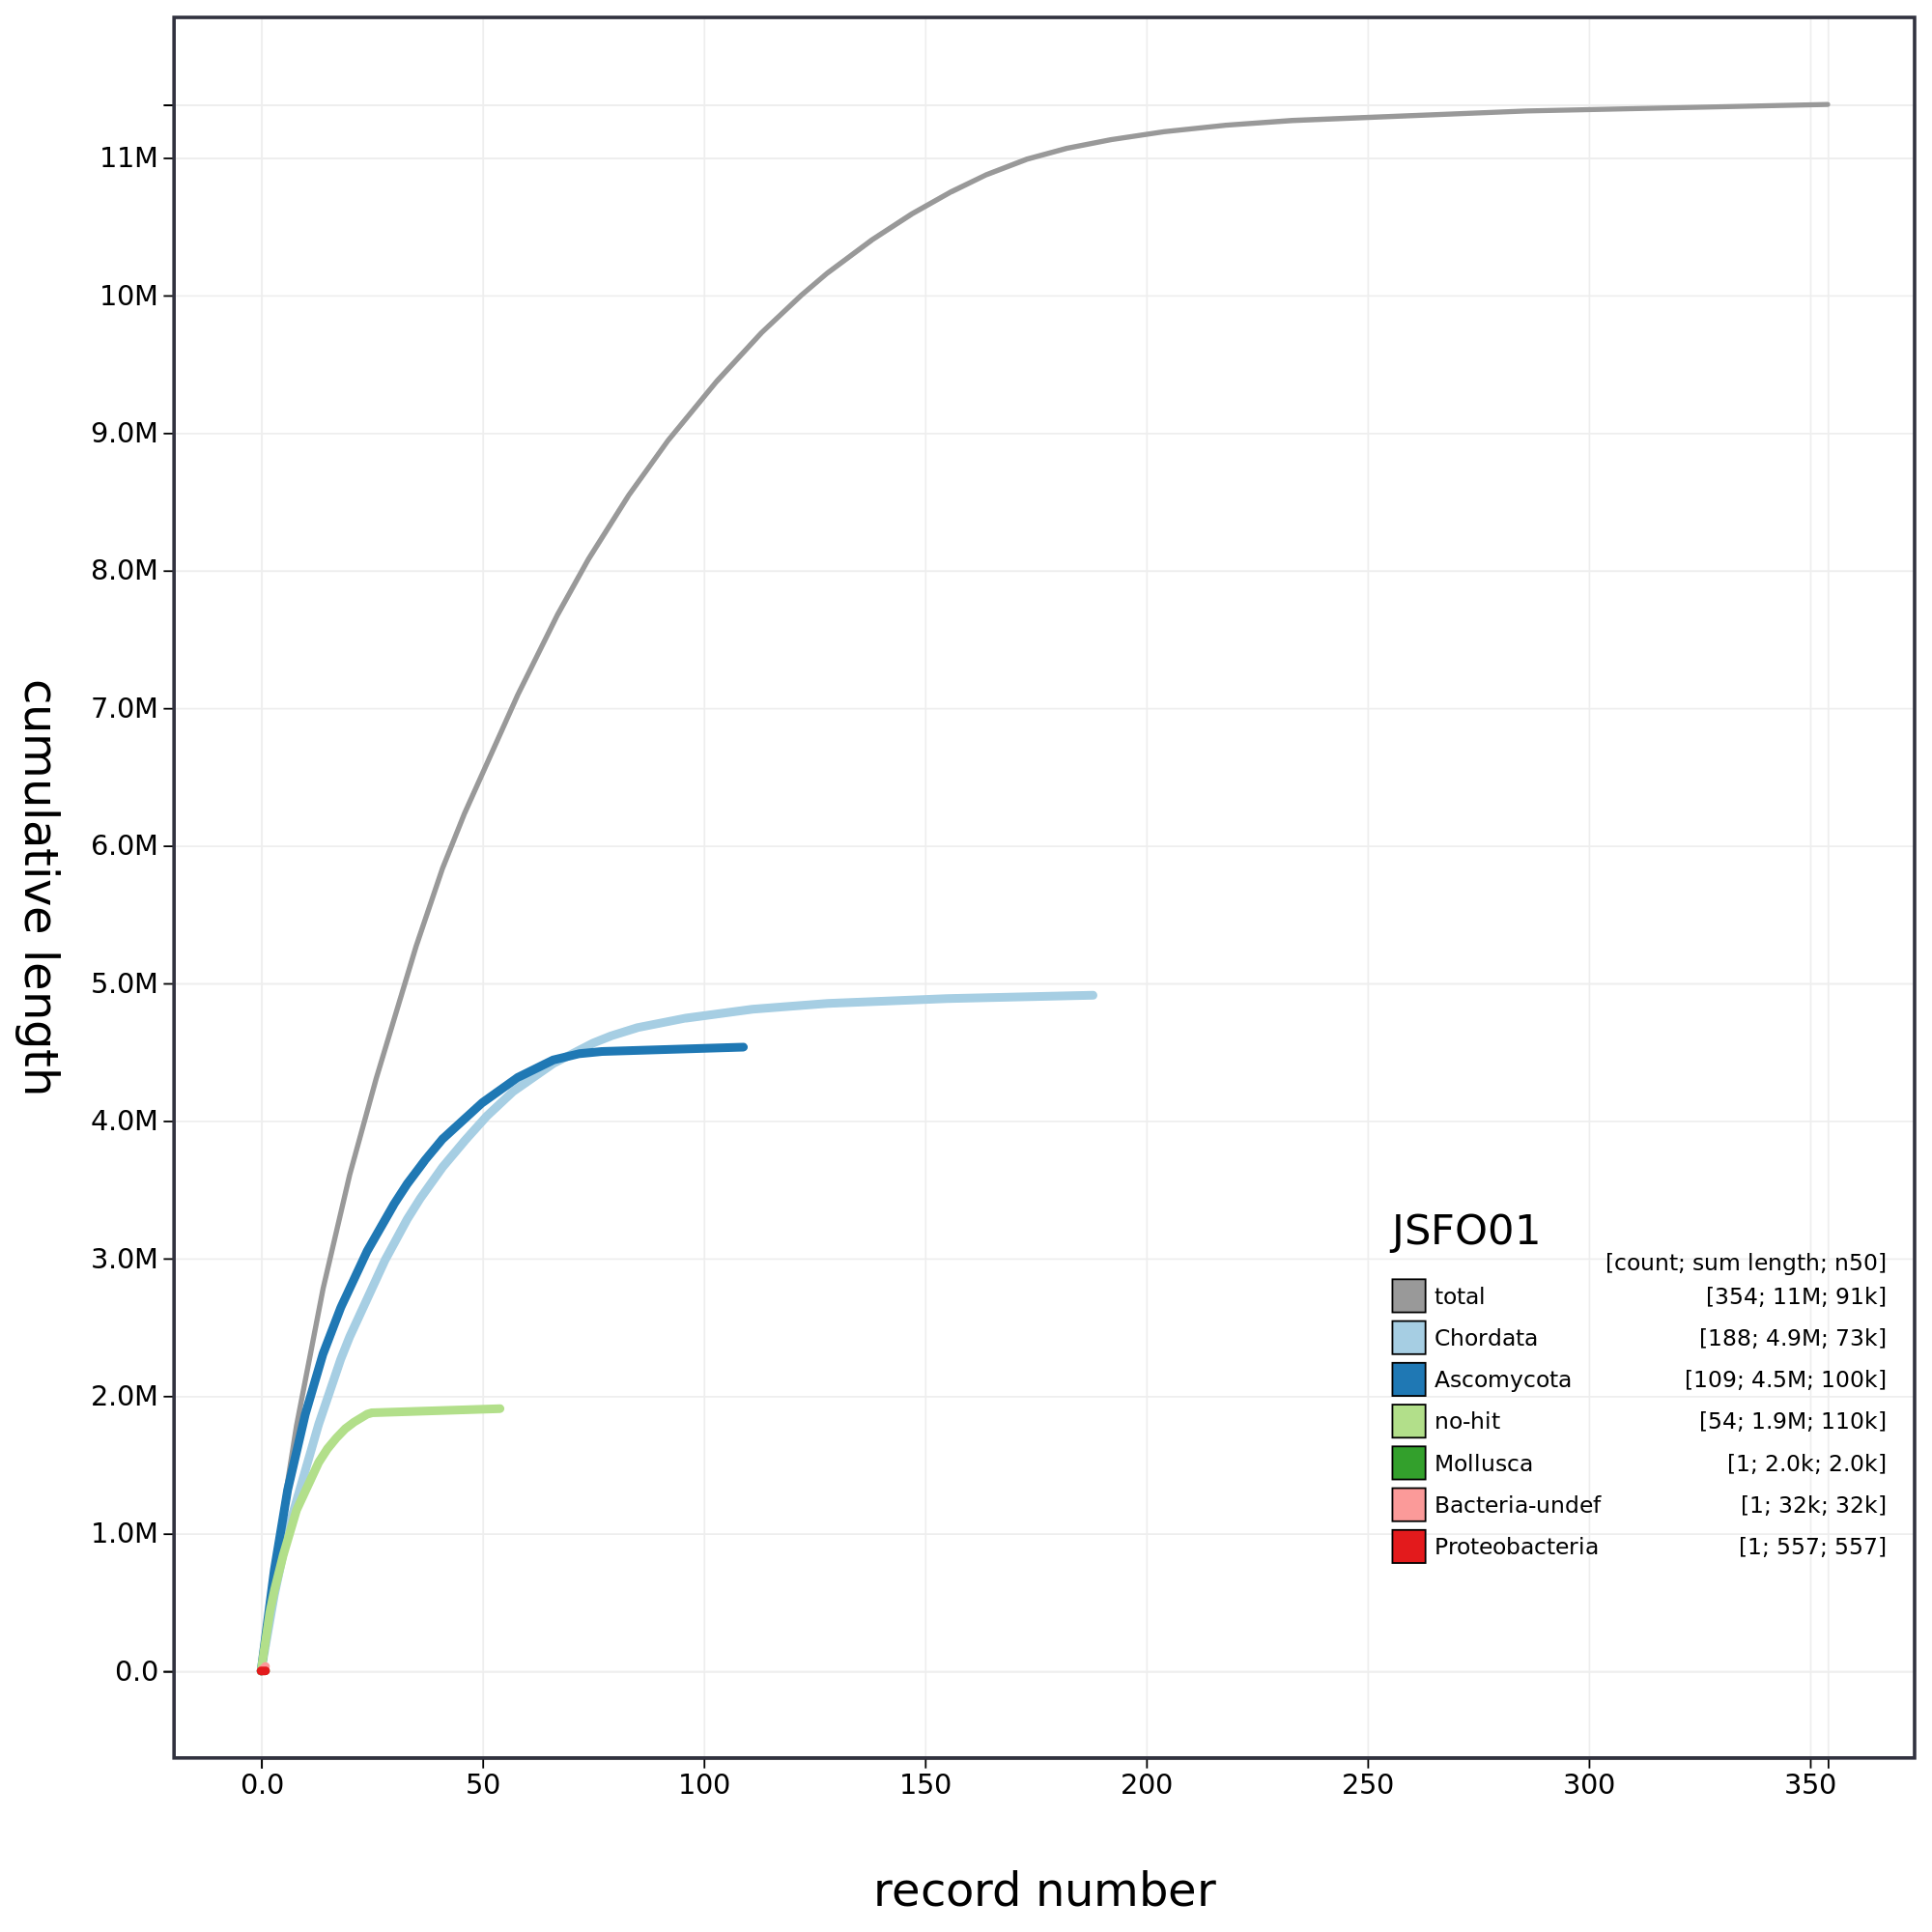 cumulative length
11M
10M
9.0M
8.0M
7.0M
6.0M
5.0M
4.0M
3.0M
2.0M
1.0M
0.0
JSFO01
[count; sum length; n50]
total [354; 11M; 91k]
Chordata [188; 4.9M; 73k]
Ascomycota [109; 4.5M; 100k]
no-hit [54; 1.9M; 110k]
Mollusca [1; 2.0k; 2.0k]
Bacteria-undef [1; 32k; 32k]
Proteobacteria [1; 557; 557]
0.0 50 100 150 200 250 300 350
record number